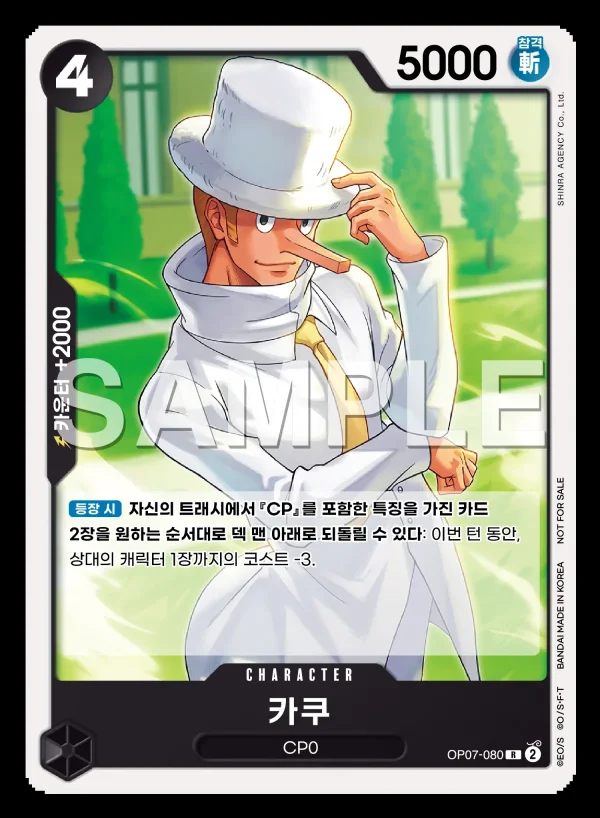 4
5000
참격
斬
SHINRA AGENCY Co., Ltd.
카운터 +2000
SAMPLE
등장 시 자신의 트래시에서 『CP』를 포함한 특징을 가진 카드
2장을 원하는 순서대로 덱 맨 아래로 되돌릴 수 있다: 이번 턴 동안,
상대의 캐릭터 1장까지의 코스트 -3.
CHARACTER
카쿠
CP0
OP07-080 R 2
©EO/S ©O/S·F·T BANDAI MADE IN KOREA NOT FOR SALE